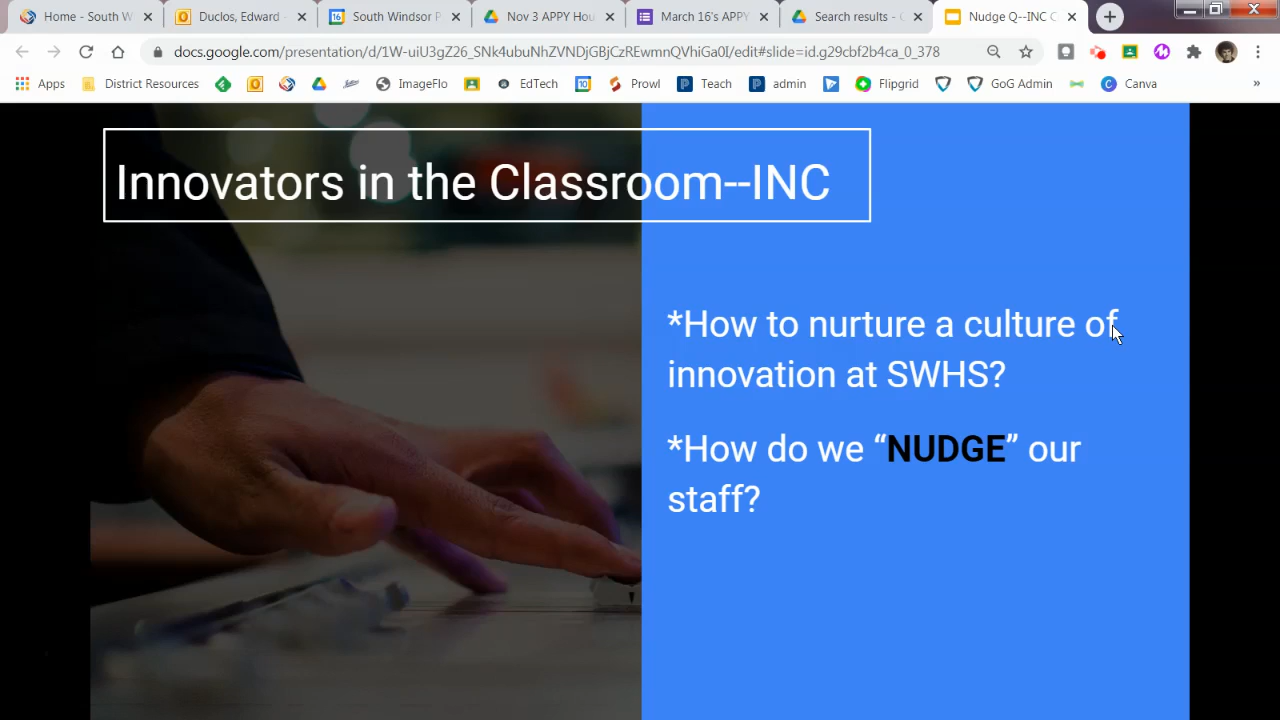 Home - South W
Duclos, Edward -
16
South Windsor P
Nov 3 APPY Hou
March 16's APPY
Search results - G
Nudge Q--INC C
docs.google.com/presentation/d/1W-uiU3gZ26_SNk4ubuNhZVNDjGBjCzREwmnQVhiGa0I/edit#slide=id.g29cbf2b4ca_0_378
Apps
District Resources
ImageFlo
EdTech
10
Prowl
Teach
admin
Flipgrid
GoG Admin
Canva
»
Innovators in the Classroom--INC
*How to nurture a culture of
innovation at SWHS?
*How do we “NUDGE” our
staff?